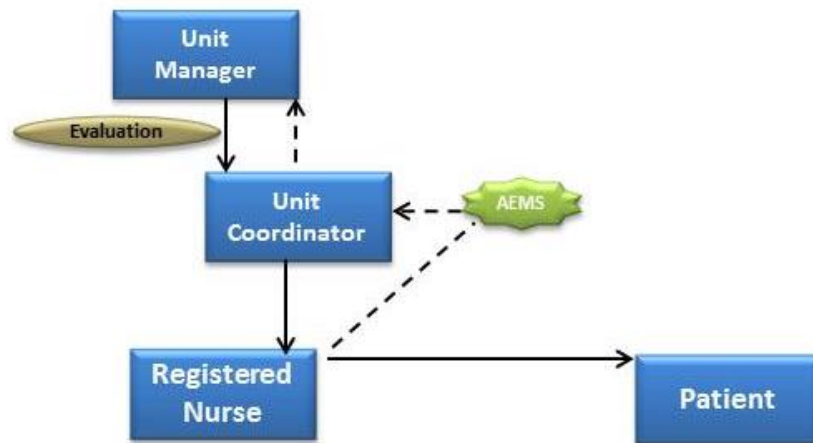 Unit
Manager
Evaluation
Unit
Coordinator
AEMS
Registered
Nurse
Patient